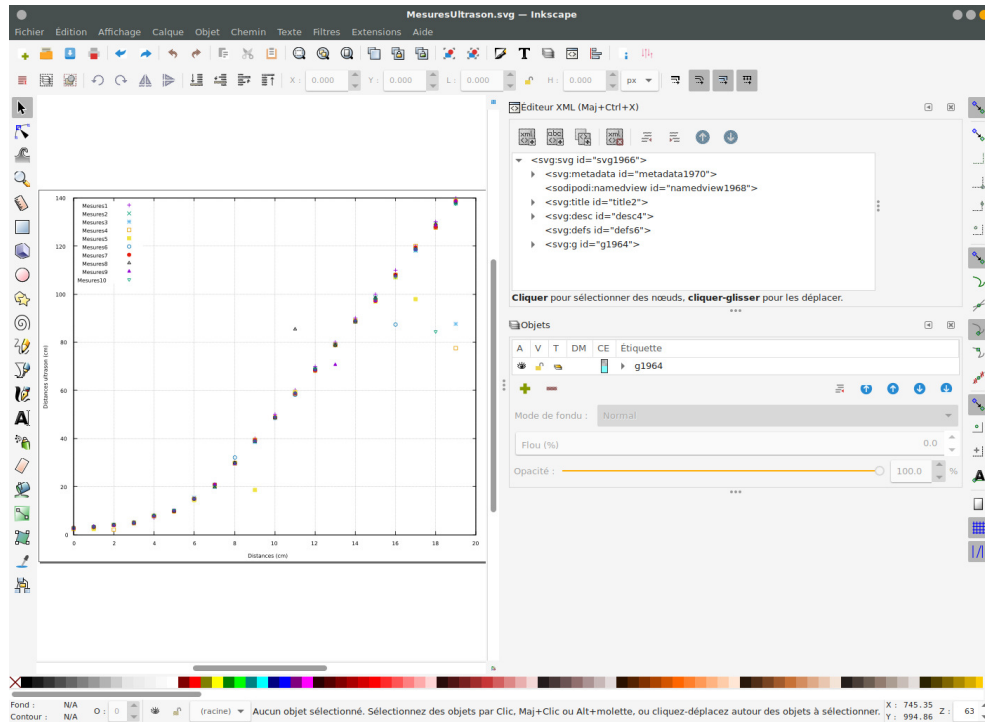 MesuresUltrason.svg — Inkscape
Fichier Édition Affichage Calque Objet Chemin Texte Filtres Extensions Aide
X : 0.000 Y : 0.000 L : 0.000 H : 0.000 px
Éditeur XML (Maj+Ctrl+X)
<svg:svg id="svg1966">
<svg:metadata id="metadata1970">
<sodipodi:namedview id="namedview1968">
<svg:title id="title2">
<svg:desc id="desc4">
<svg:defs id="defs6">
<svg:g id="g1964">
Cliquer pour sélectionner des nœuds, cliquer-glisser pour les déplacer.
Objets
A V T DM CE Étiquette
g1964
Mode de fondu : Normal
Flou (%) 0.0
Opacité : 100.0 %
140
120
100
80
60
40
20
0
Distances ultrason (cm)
Mesures1
Mesures2
Mesures3
Mesures4
Mesures5
Mesures6
Mesures7
Mesures8
Mesures9
Mesures10
0 2 4 6 8 10 12 14 16 18 20
Distances (cm)
Fond : N/A
Contour : N/A
O : 0
(racine)
Aucun objet sélectionné. Sélectionnez des objets par Clic, Maj+Clic ou Alt+molette, ou cliquez-déplacez autour des objets à sélectionner.
X : 745.35
Y : 994.86
Z : 63